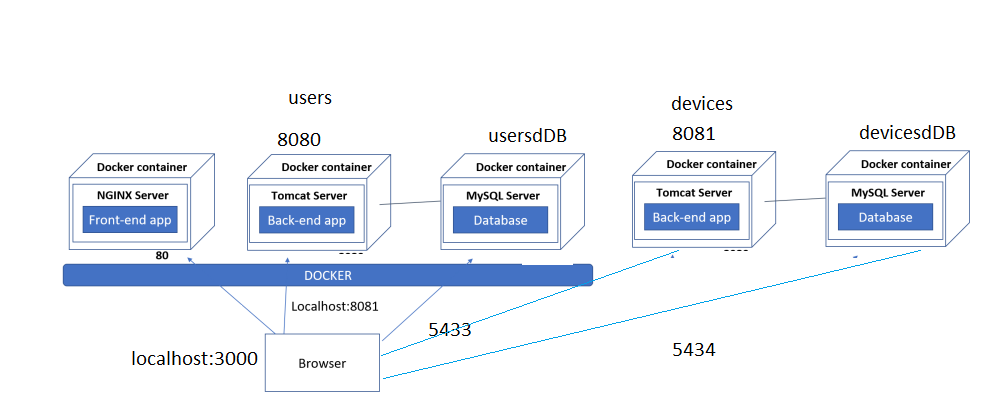 users
devices
8080
usersdDB
8081
devicesdDB
Docker container
Docker container
Docker container
Docker container
Docker container
NGINX Server
Tomcat Server
MySQL Server
Tomcat Server
MySQL Server
Front-end app
Back-end app
Database
Back-end app
Database
80
DOCKER
Localhost:8081
5433
5434
localhost:3000
Browser